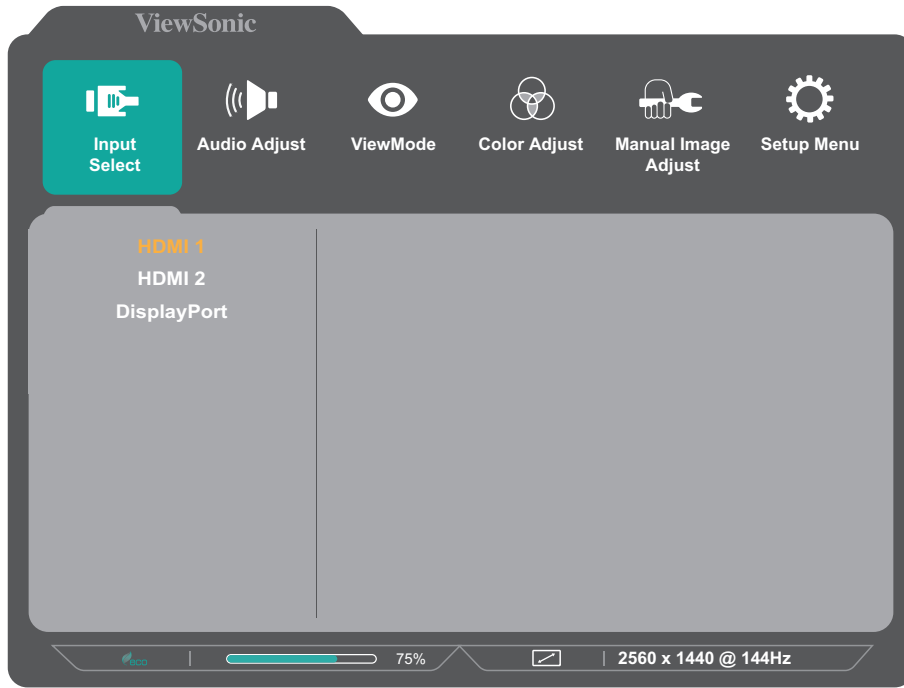 ViewSonic
Input
Select
Audio Adjust
ViewMode
Color Adjust
Manual Image
Adjust
Setup Menu
HDMI 1
HDMI 2
DisplayPort
eco
75%
2560 x 1440 @ 144Hz